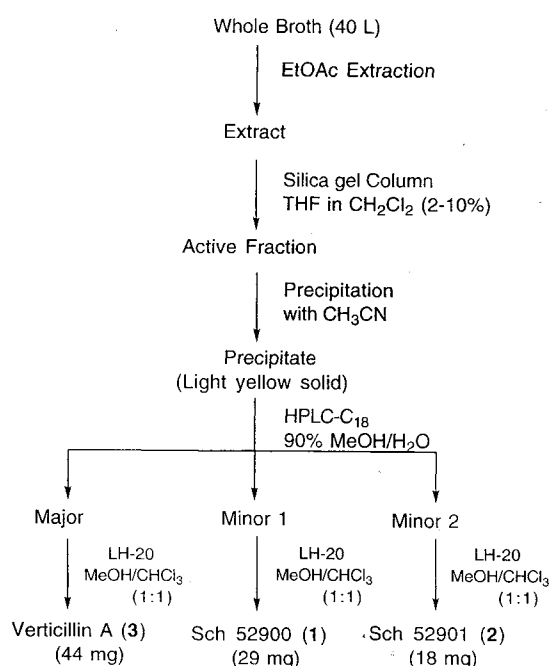 Whole Broth (40 L)
EtOAc Extraction
Extract
Silica gel Column
THF in CH₂Cl₂ (2-10%)
Active Fraction
Precipitation
with CH₃CN
Precipitate
(Light yellow solid)
HPLC-C₁₈
90% MeOH/H₂O
Major
Minor 1
Minor 2
LH-20
MeOH/CHCl₃
(1:1)
LH-20
MeOH/CHCl₃
(1:1)
LH-20
MeOH/CHCl₃
(1:1)
Verticillin A (3)
(44 mg)
Sch 52900 (1)
(29 mg)
Sch 52901 (2)
(18 mg)